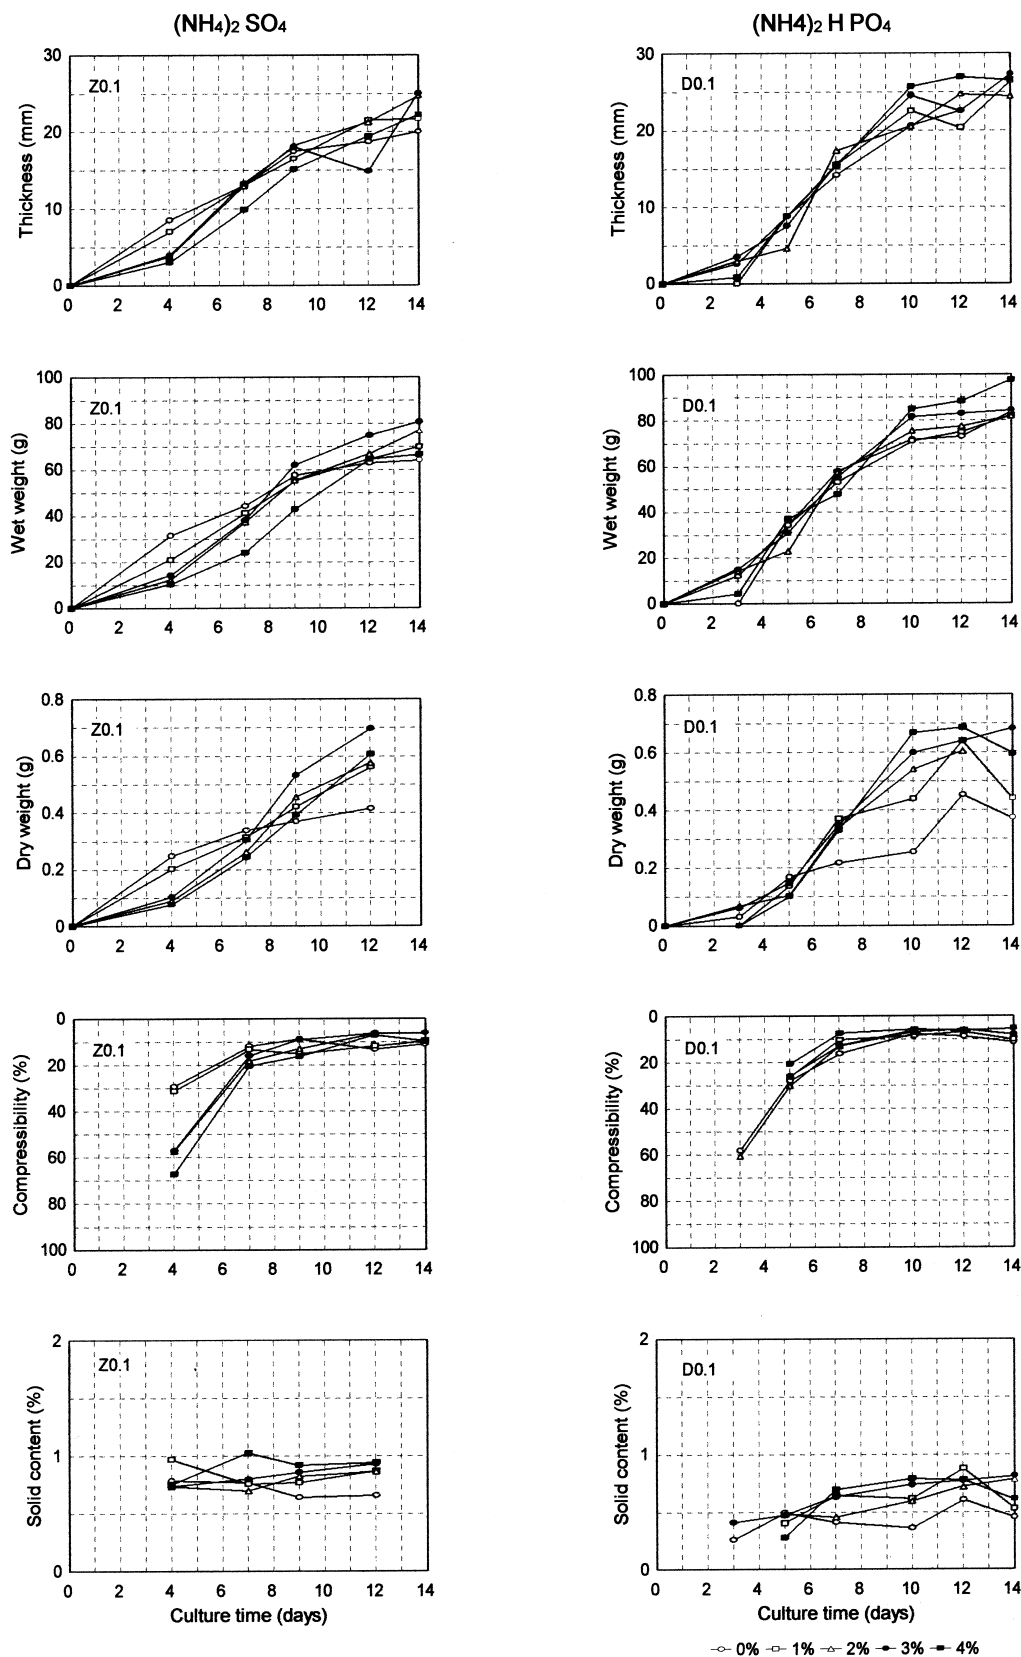 (NH4)2 SO4
(NH4)2 H PO4
30
20
10
0
Thickness (mm)
Z0.1
0 2 4 6 8 10 12 14
30
20
10
0
Thickness (mm)
D0.1
0 2 4 6 8 10 12 14
100
80
60
40
20
0
Wet weight (g)
Z0.1
0 2 4 6 8 10 12 14
100
80
60
40
20
0
Wet weight (g)
D0.1
0 2 4 6 8 10 12 14
0.8
0.6
0.4
0.2
0
Dry weight (g)
Z0.1
0 2 4 6 8 10 12 14
0.8
0.6
0.4
0.2
0
Dry weight (g)
D0.1
0 2 4 6 8 10 12 14
0
20
40
60
80
100
Compressibility (%)
Z0.1
0 2 4 6 8 10 12 14
0
20
40
60
80
100
Compressibility (%)
D0.1
0 2 4 6 8 10 12 14
2
1
0
Solid content (%)
Z0.1
0 2 4 6 8 10 12 14
Culture time (days)
2
1
0
Solid content (%)
D0.1
0 2 4 6 8 10 12 14
Culture time (days)
0% 1% 2% 3% 4%